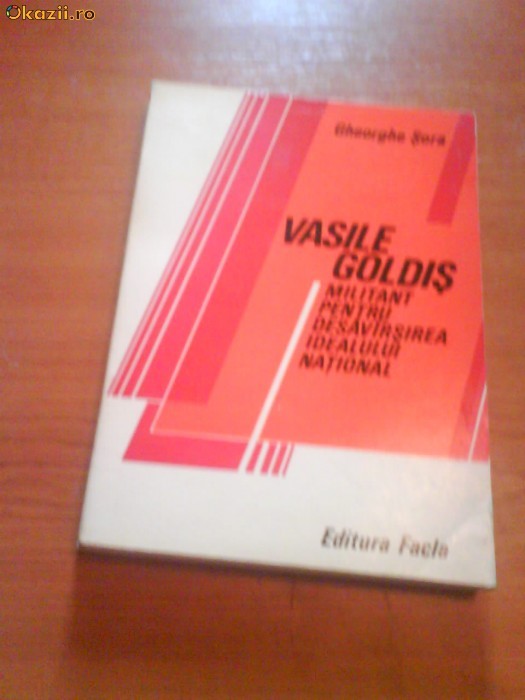 Okazii.ro
Gheorghe Şora
VASILE
GOLDIŞ
MILITANT
PENTRU
DESĂVÎRŞIREA
IDEALULUI
NAŢIONAL
Editura Facla